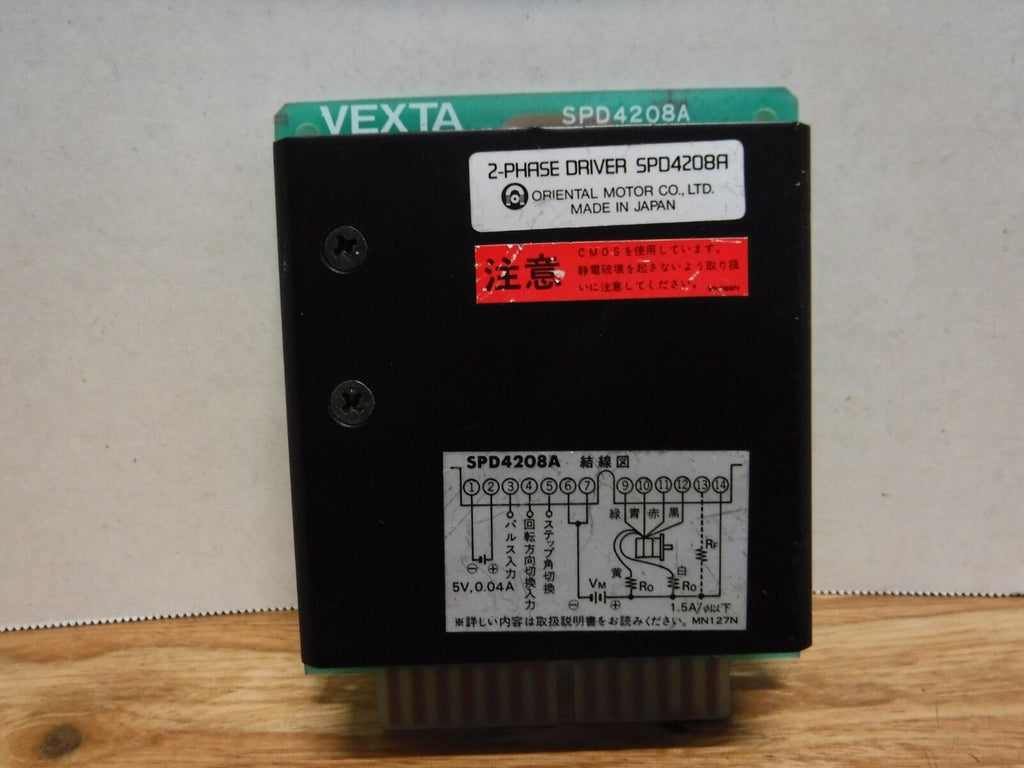 VEXTA SPD4208A
2-PHASE DRIVER SPD4208A
ORIENTAL MOTOR CO., LTD.
MADE IN JAPAN
注意
CMOSを使用しています。
静電破壊を起さないよう取り扱
いに注意してください。
SPD4208A 結線図
① ② ③ ④ ⑤ ⑥ ⑦ ⑨ ⑩ ⑪ ⑫ ⑬ ⑭
緑 青 赤 黒
パルス入力
回転方向切換入力
ステップ角切換
RF
黄 白
⊖ ⊕
5V, 0.04A
VM RO RO
⊖ ⊕
1.5A/φ以下
※詳しい内容は取扱説明書をお読みください。 MN127N